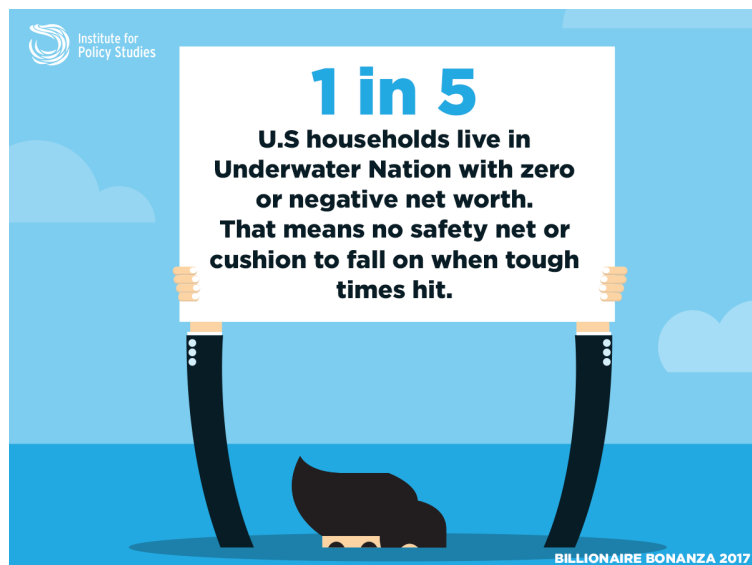 Institute for
Policy Studies
1 in 5
U.S households live in
Underwater Nation with zero
or negative net worth.
That means no safety net or
cushion to fall on when tough
times hit.
BILLIONAIRE BONANZA 2017